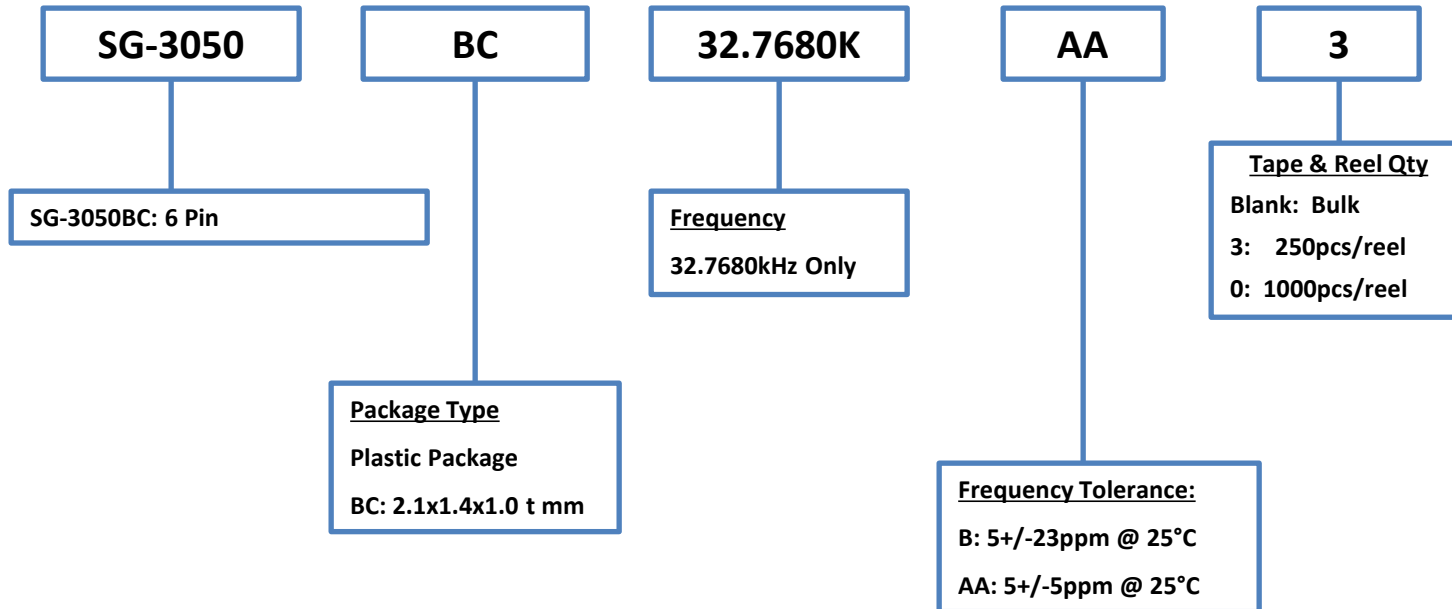 SG-3050
BC
32.7680K
AA
3
SG-3050BC: 6 Pin
Package Type
Plastic Package
BC: 2.1x1.4x1.0 t mm
Frequency
32.7680kHz Only
Frequency Tolerance:
B: 5+/-23ppm @ 25°C
AA: 5+/-5ppm @ 25°C
Tape & Reel Qty
Blank: Bulk
3: 250pcs/reel
0: 1000pcs/reel